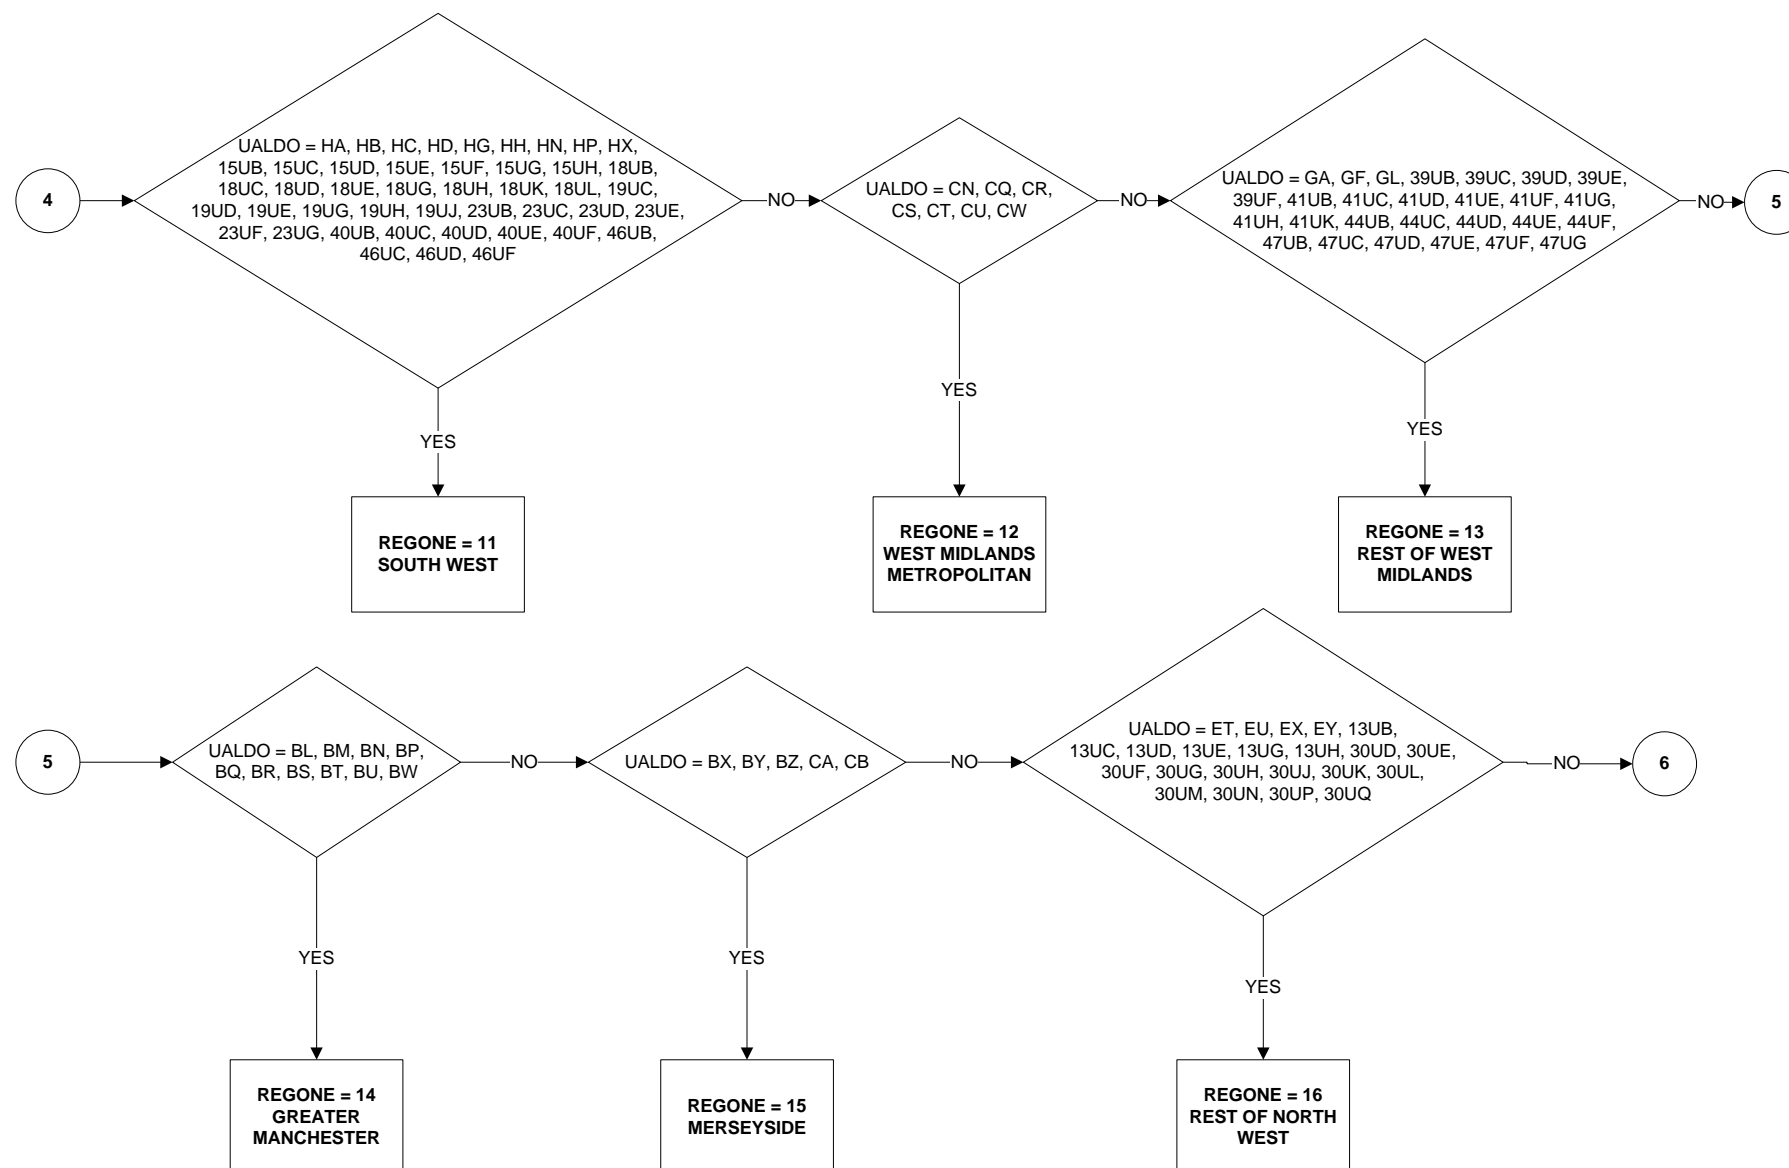 4
UALDO = HA, HB, HC, HD, HG, HH, HN, HP, HX,
15UB, 15UC, 15UD, 15UE, 15UF, 15UG, 15UH, 18UB,
18UC, 18UD, 18UE, 18UG, 18UH, 18UK, 18UL, 19UC,
19UD, 19UE, 19UG, 19UH, 19UJ, 23UB, 23UC, 23UD, 23UE,
23UF, 23UG, 40UB, 40UC, 40UD, 40UE, 40UF, 46UB,
46UC, 46UD, 46UF
NO
UALDO = CN, CQ, CR,
CS, CT, CU, CW
NO
UALDO = GA, GF, GL, 39UB, 39UC, 39UD, 39UE,
39UF, 41UB, 41UC, 41UD, 41UE, 41UF, 41UG,
41UH, 41UK, 44UB, 44UC, 44UD, 44UE, 44UF,
47UB, 47UC, 47UD, 47UE, 47UF, 47UG
NO
5
YES
YES
YES
REGONE = 11
SOUTH WEST
REGONE = 12
WEST MIDLANDS
METROPOLITAN
REGONE = 13
REST OF WEST
MIDLANDS
5
UALDO = BL, BM, BN, BP,
BQ, BR, BS, BT, BU, BW
NO
UALDO = BX, BY, BZ, CA, CB
NO
UALDO = ET, EU, EX, EY, 13UB,
13UC, 13UD, 13UE, 13UG, 13UH, 30UD, 30UE,
30UF, 30UG, 30UH, 30UJ, 30UK, 30UL,
30UM, 30UN, 30UP, 30UQ
NO
6
YES
YES
YES
REGONE = 14
GREATER
MANCHESTER
REGONE = 15
MERSEYSIDE
REGONE = 16
REST OF NORTH
WEST